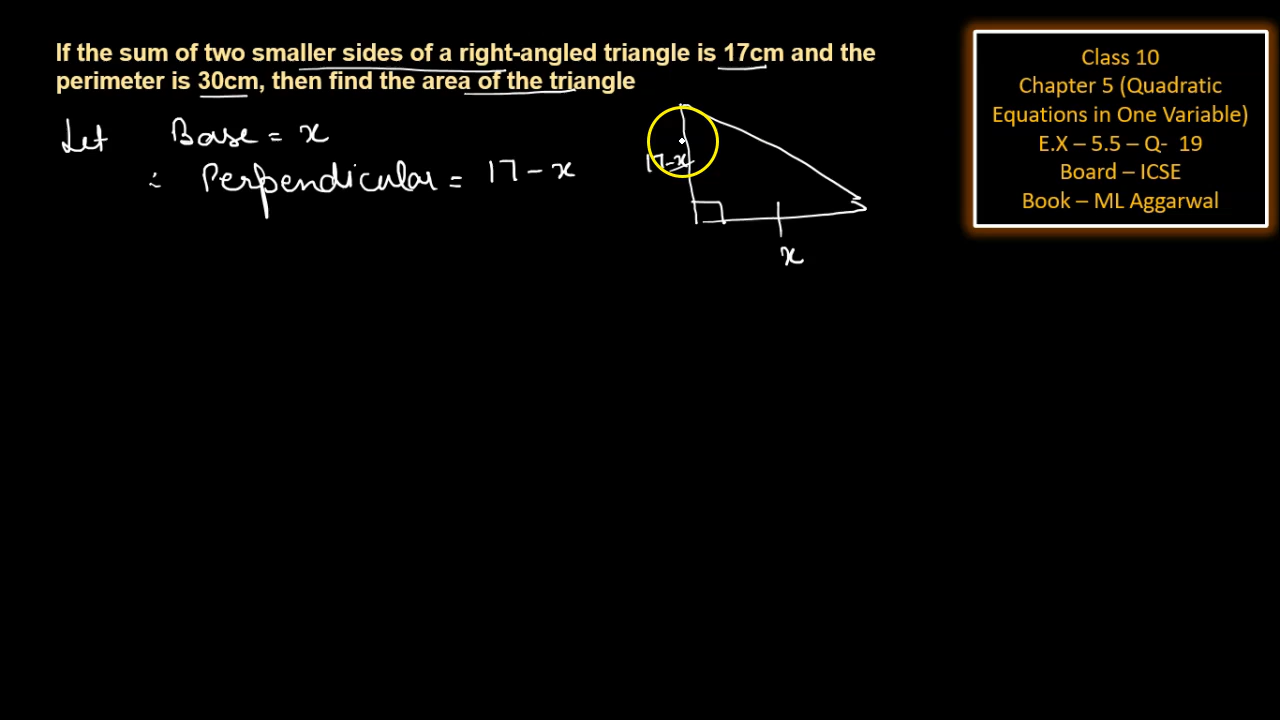 If the sum of two smaller sides of a right-angled triangle is 17cm and the
perimeter is 30cm, then find the area of the triangle
Let Base = x
∴ Perpendicular = 17 - x
17-x
x
Class 10
Chapter 5 (Quadratic
Equations in One Variable)
E.X – 5.5 – Q- 19
Board – ICSE
Book – ML Aggarwal